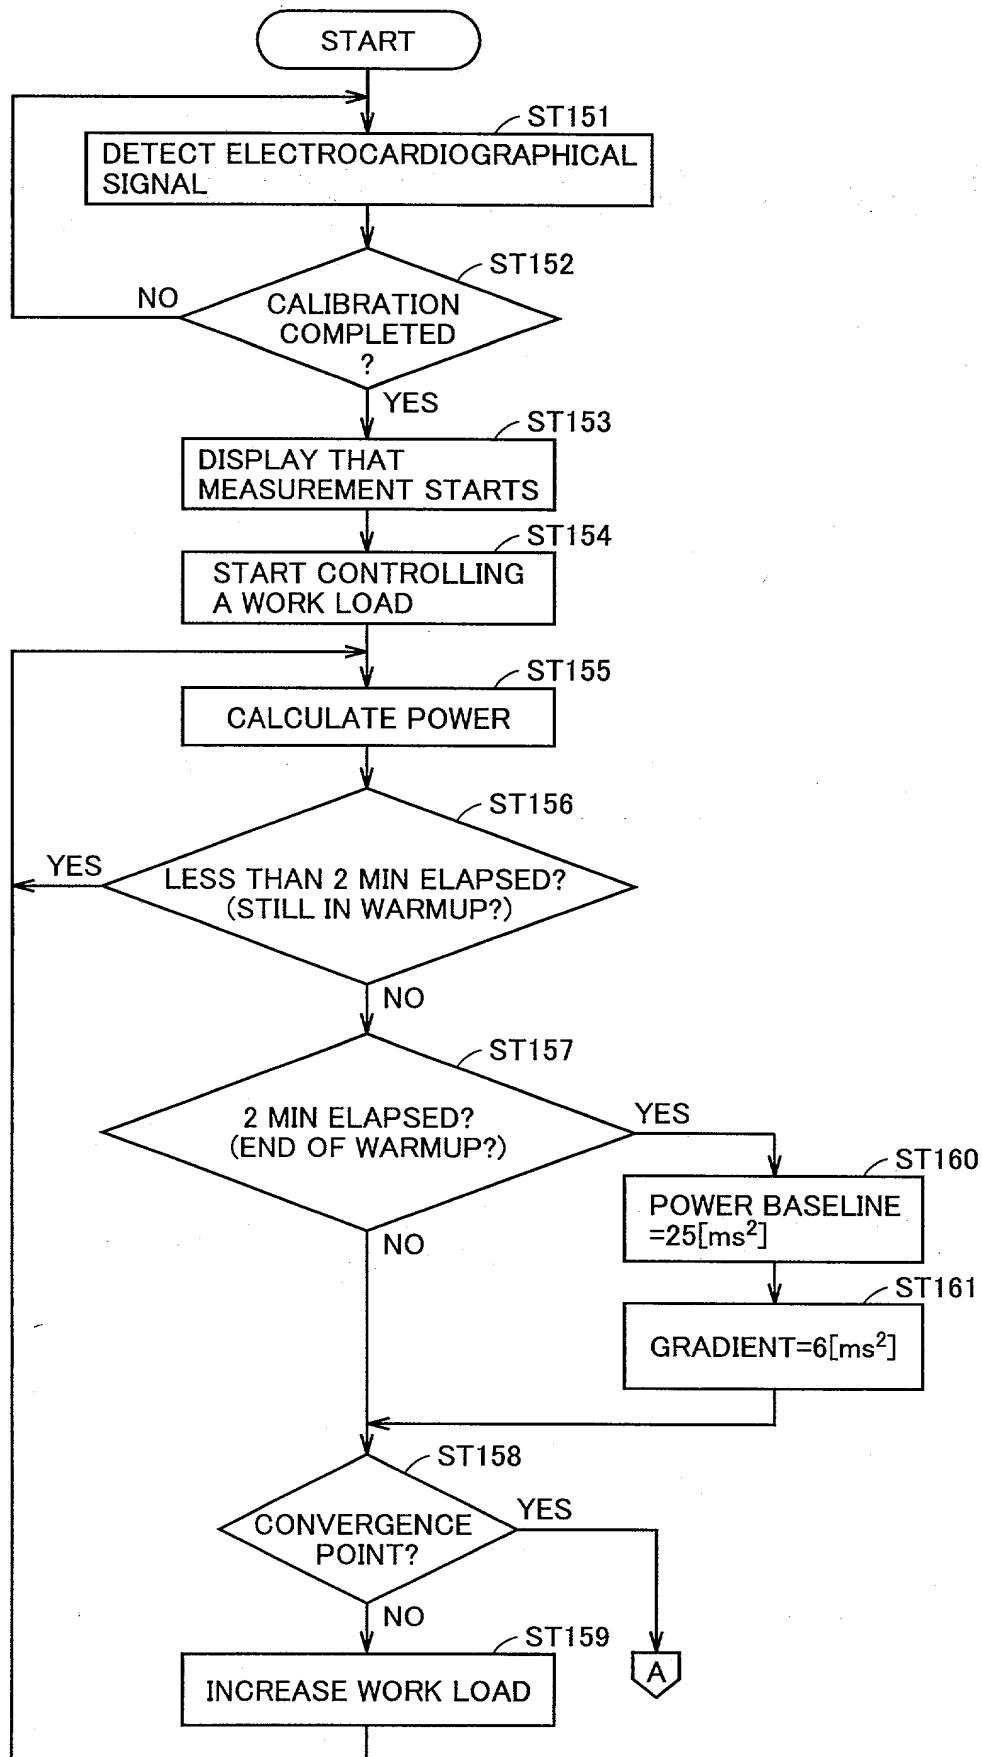 START
ST151
DETECT ELECTROCARDIOGRAPHICAL
SIGNAL
ST152
NO
CALIBRATION
COMPLETED
?
YES
ST153
DISPLAY THAT
MEASUREMENT STARTS
ST154
START CONTROLLING
A WORK LOAD
ST155
CALCULATE POWER
ST156
YES
LESS THAN 2 MIN ELAPSED?
(STILL IN WARMUP?)
NO
ST157
2 MIN ELAPSED?
(END OF WARMUP?)
YES
ST160
POWER BASELINE
=25[ms²]
NO
ST161
GRADIENT=6[ms²]
ST158
CONVERGENCE
POINT?
YES
NO
ST159
INCREASE WORK LOAD
A